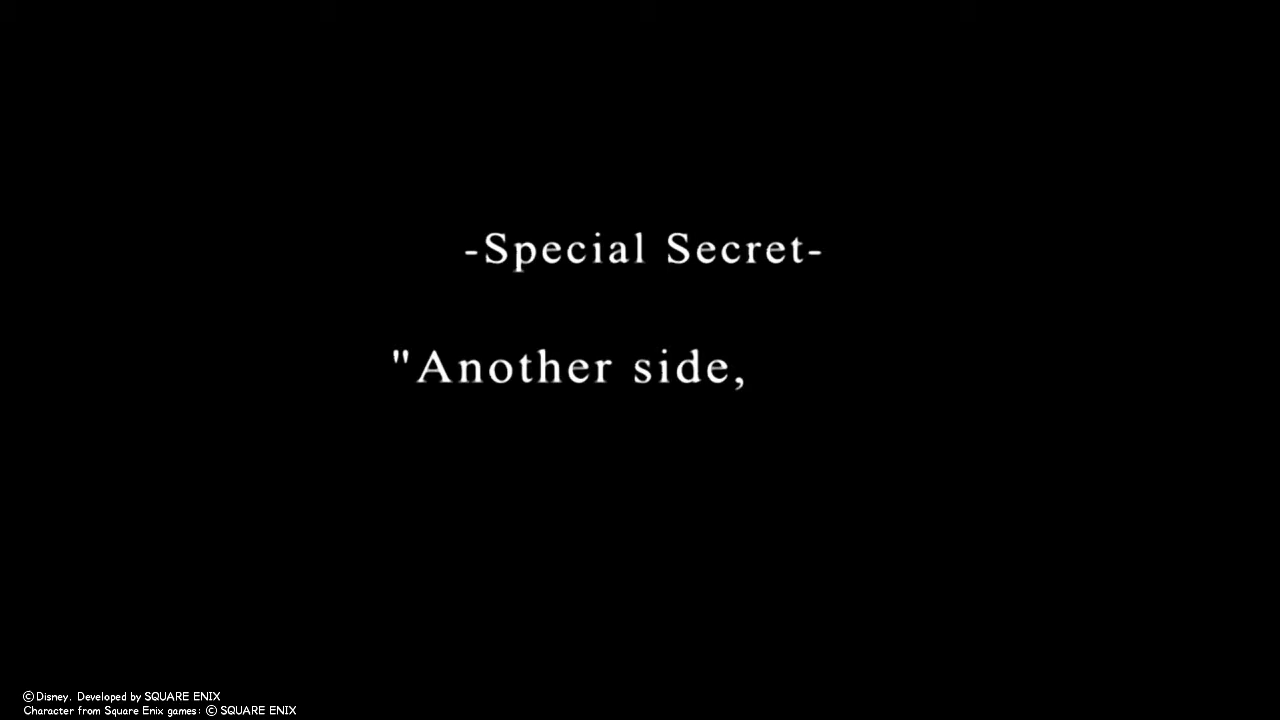 -Special Secret-
"Another side,
©Disney. Developed by SQUARE ENIX
Character from Square Enix games: © SQUARE ENIX